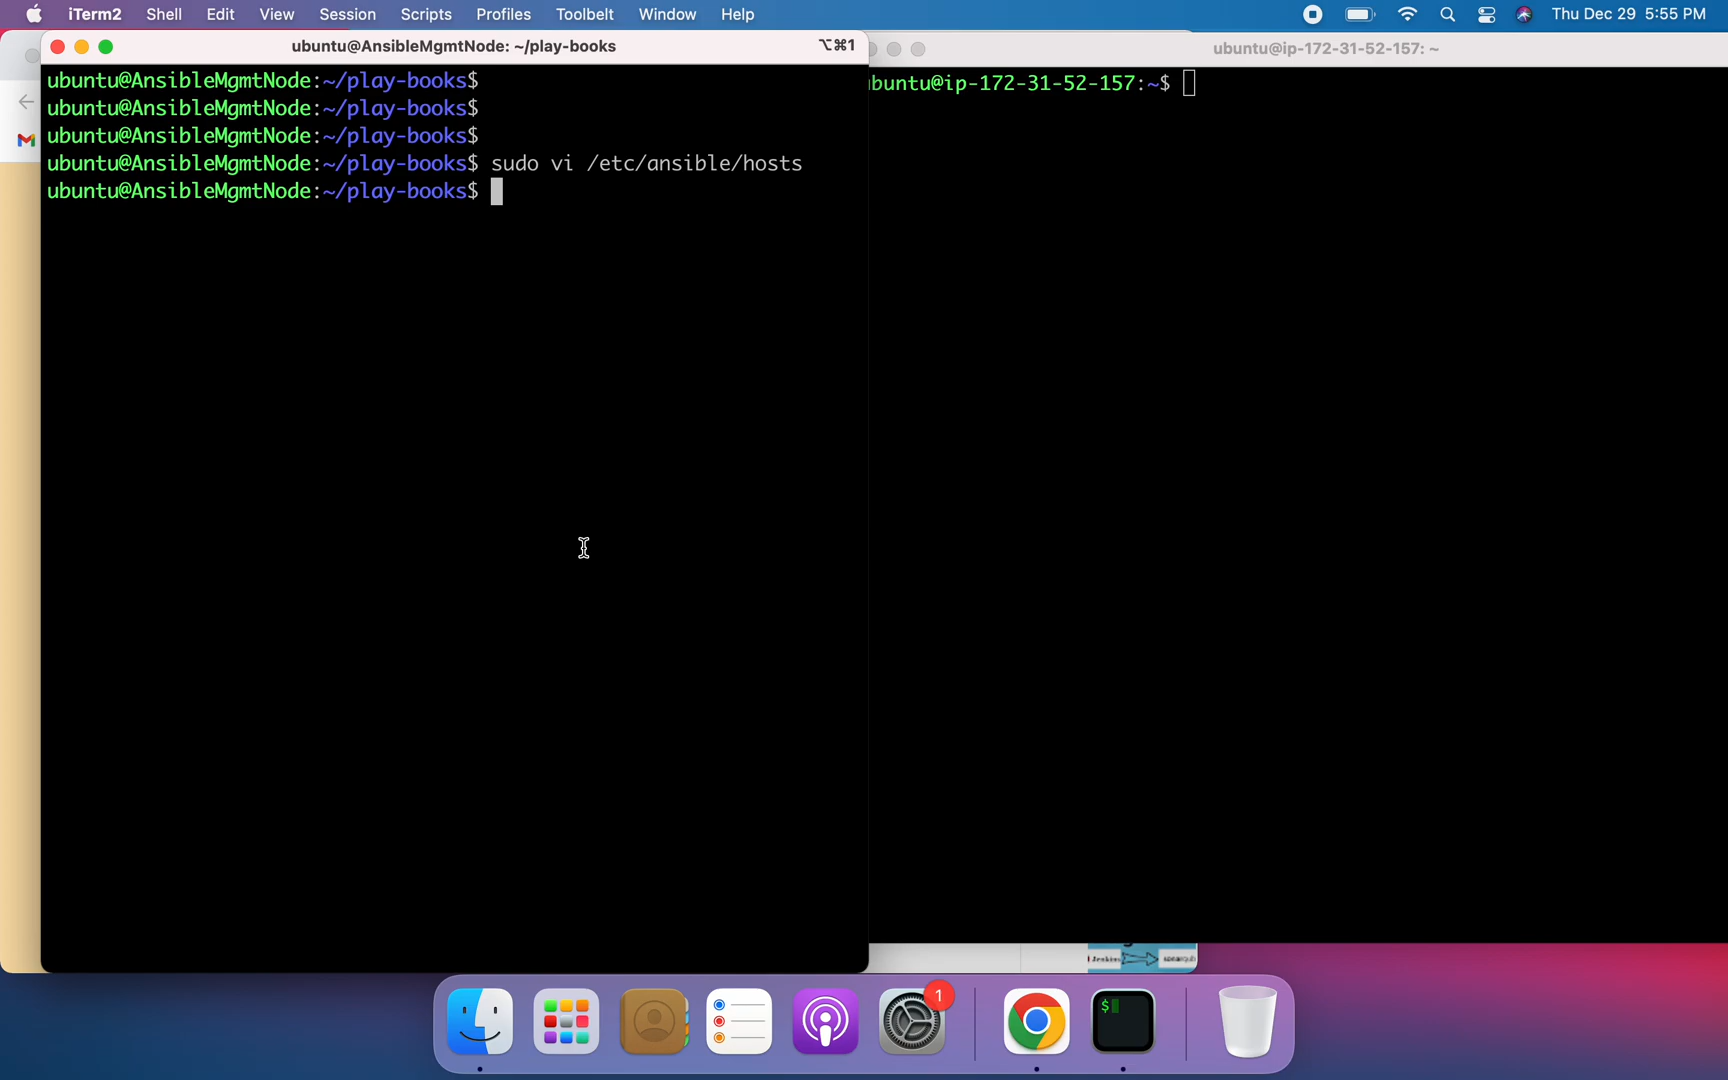 iTerm2 Shell Edit View Session Scripts Profiles Toolbelt Window Help Thu Dec 29 5:55 PM
ubuntu@AnsibleMgmtNode: ~/play-books ⌥⌘1
ubuntu@ip-172-31-52-157: ~
ubuntu@AnsibleMgmtNode:~/play-books$
ubuntu@AnsibleMgmtNode:~/play-books$
ubuntu@AnsibleMgmtNode:~/play-books$
ubuntu@AnsibleMgmtNode:~/play-books$ sudo vi /etc/ansible/hosts
ubuntu@AnsibleMgmtNode:~/play-books$
ubuntu@ip-172-31-52-157:~$
Jenkins
1
$